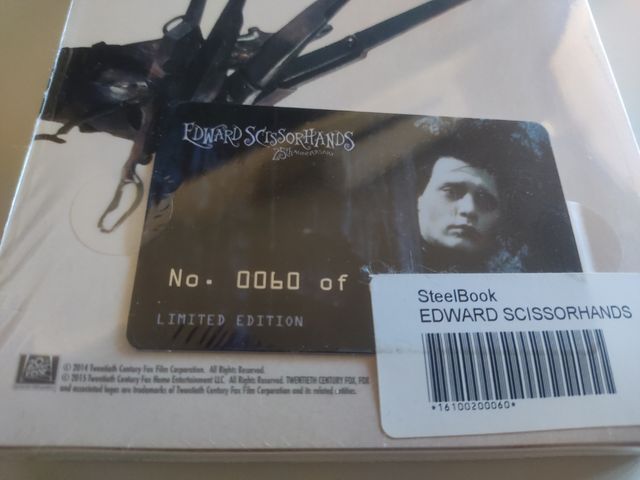 EDWARD SCISSORHANDS
25th ANNIVERSARY
No. 0060 of
LIMITED EDITION
SteelBook
EDWARD SCISSORHANDS
*16100200060*
© 2014 Twentieth Century Fox Film Corporation. All Rights Reserved.
© 2015 Twentieth Century Fox Home Entertainment LLC. All Rights Reserved. TWENTIETH CENTURY FOX, FOX
and associated logos are trademarks of Twentieth Century Fox Film Corporation and its related entities.